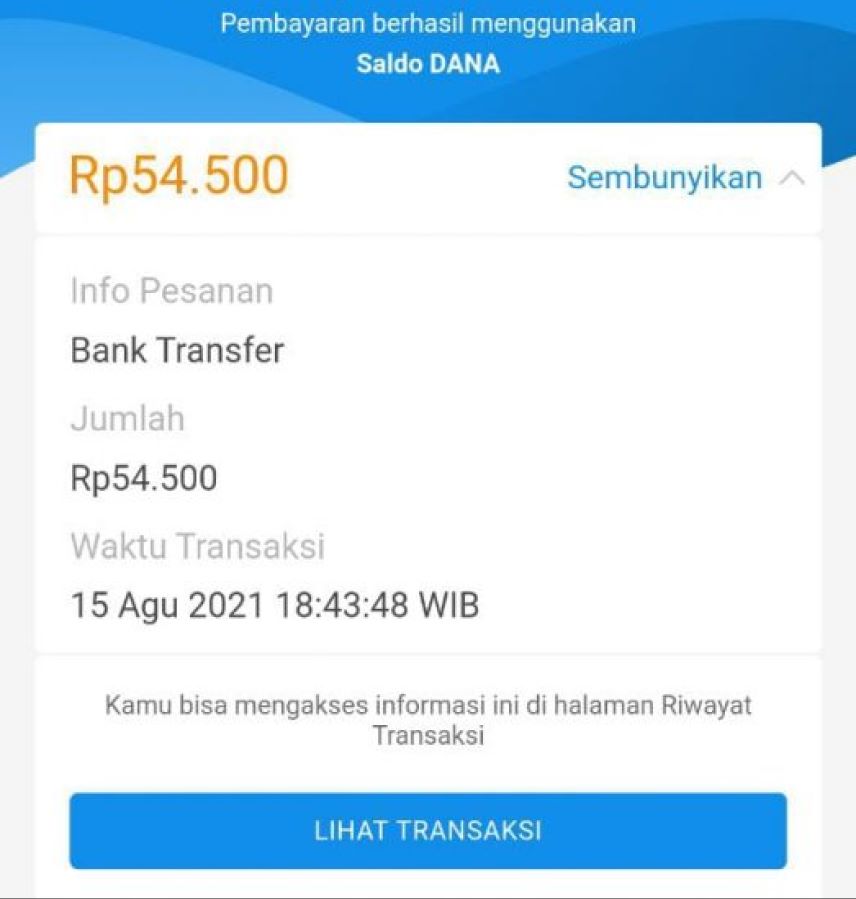 Pembayaran berhasil menggunakan
Saldo DANA
Rp54.500
Sembunyikan
Info Pesanan
Bank Transfer
Jumlah
Rp54.500
Waktu Transaksi
15 Agu 2021 18:43:48 WIB
Kamu bisa mengakses informasi ini di halaman Riwayat
Transaksi
LIHAT TRANSAKSI